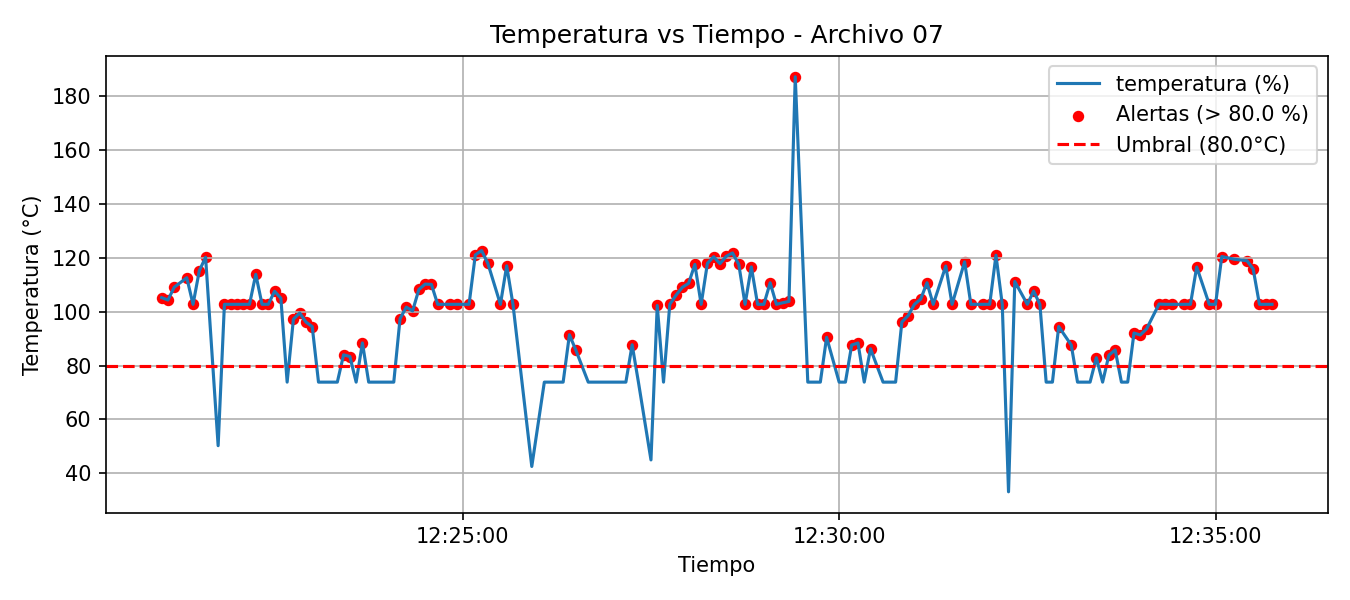 Temperatura vs Tiempo - Archivo 07
temperatura (%)
Alertas (> 80.0 %)
Umbral (80.0°C)
Temperatura (°C)
180
160
140
120
100
80
60
40
12:25:00
12:30:00
12:35:00
Tiempo